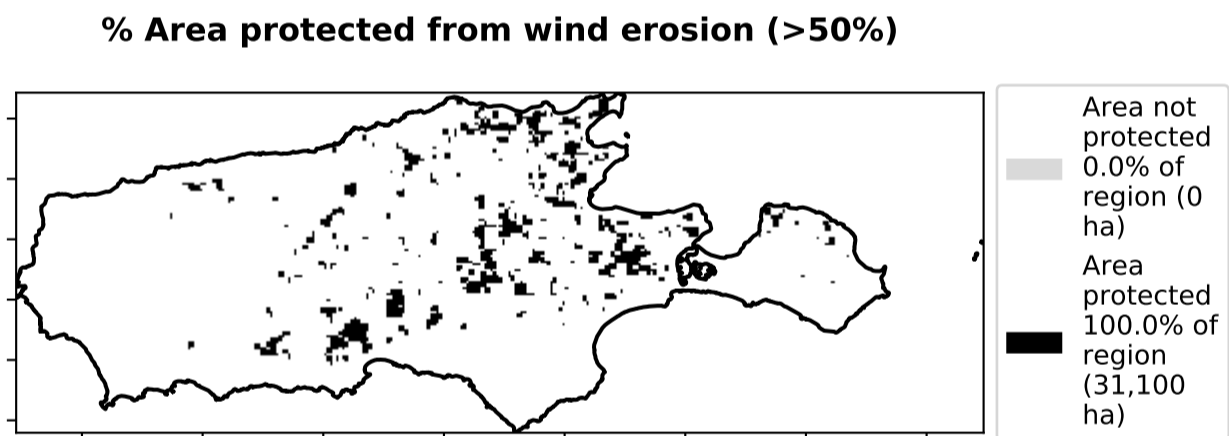 % Area protected from wind erosion (>50%)
Area not
protected
0.0% of
region (0
ha)
Area
protected
100.0% of
region
(31,100
ha)